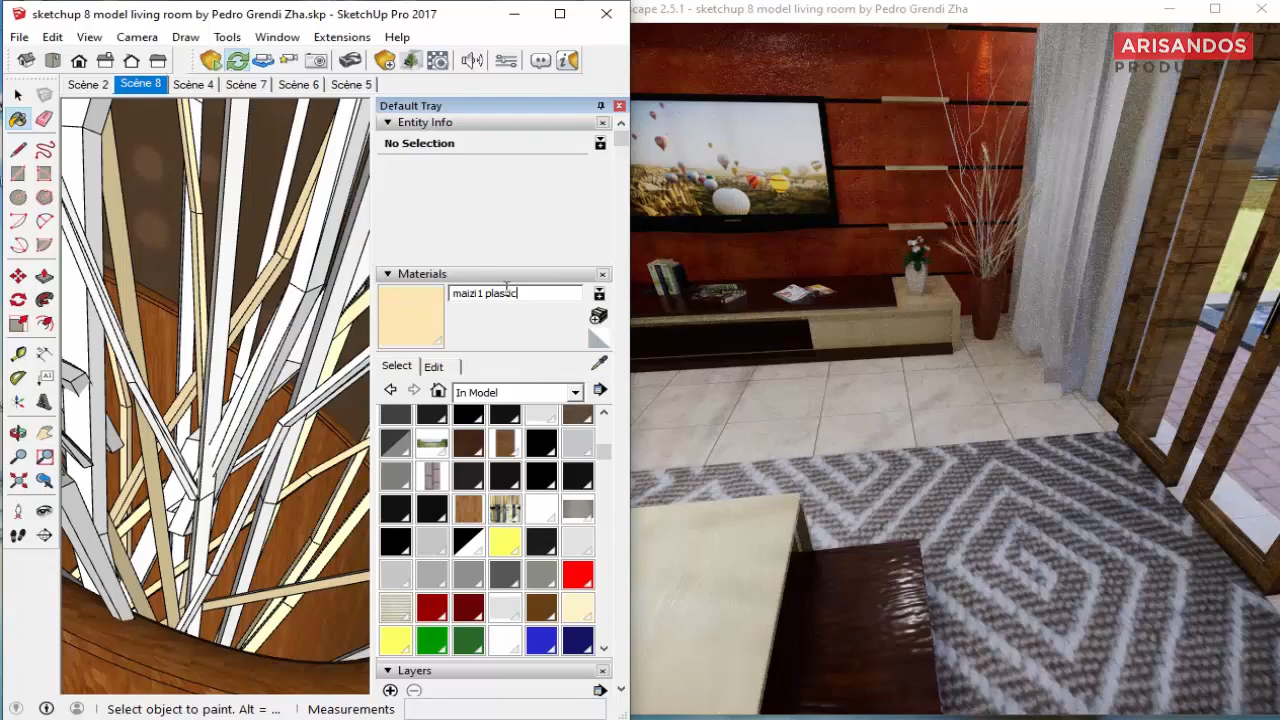 sketchup 8 model living room by Pedro Grendi Zha.skp - SketchUp Pro 2017
cape 2.5.1 - sketchup 8 model living room by Pedro Grendi Zha
File Edit View Camera Draw Tools Window Extensions Help
ARISANDOS
Scène 2 Scène 8 Scène 4 Scène 7 Scène 6 Scène 5
Default Tray
Entity Info
No Selection
Materials
maizi1 plastic
Select Edit
In Model
Layers
Select object to paint. Alt = ... Measurements